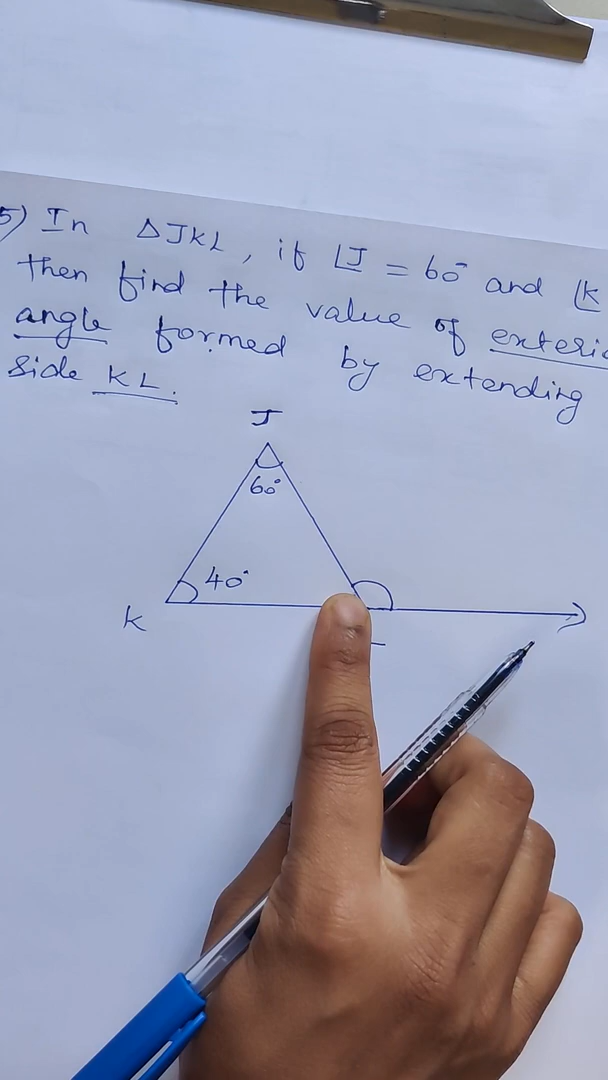 5) In ΔJKL, if ∠J = 60° and ∠K
then find the value of
angle formed by extending
side KL.
J
60°
40°
K